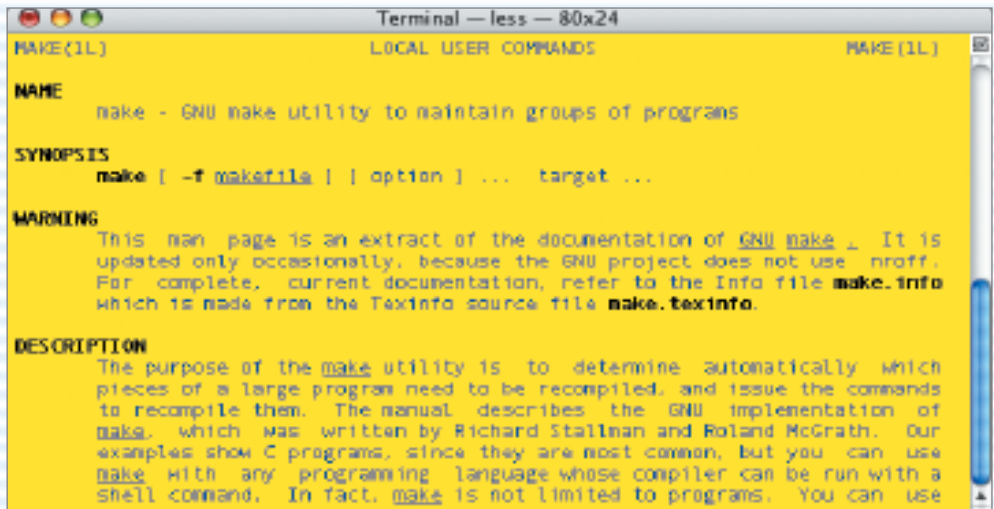 Terminal — less — 80x24
MAKE(1L) LOCAL USER COMMANDS MAKE(1L)
NAME
make - GNU make utility to maintain groups of programs
SYNOPSIS
make [ -f makefile ] [ option ] ... target ...
WARNING
This man page is an extract of the documentation of GNU make . It is
updated only occasionally, because the GNU project does not use nroff.
For complete, current documentation, refer to the Info file make.info
which is made from the Texinfo source file make.texinfo.
DESCRIPTION
The purpose of the make utility is to determine automatically which
pieces of a large program need to be recompiled, and issue the commands
to recompile them. The manual describes the GNU implementation of
make, which was written by Richard Stallman and Roland McGrath. Our
examples show C programs, since they are most common, but you can use
make with any programming language whose compiler can be run with a
shell command. In fact, make is not limited to programs. You can use